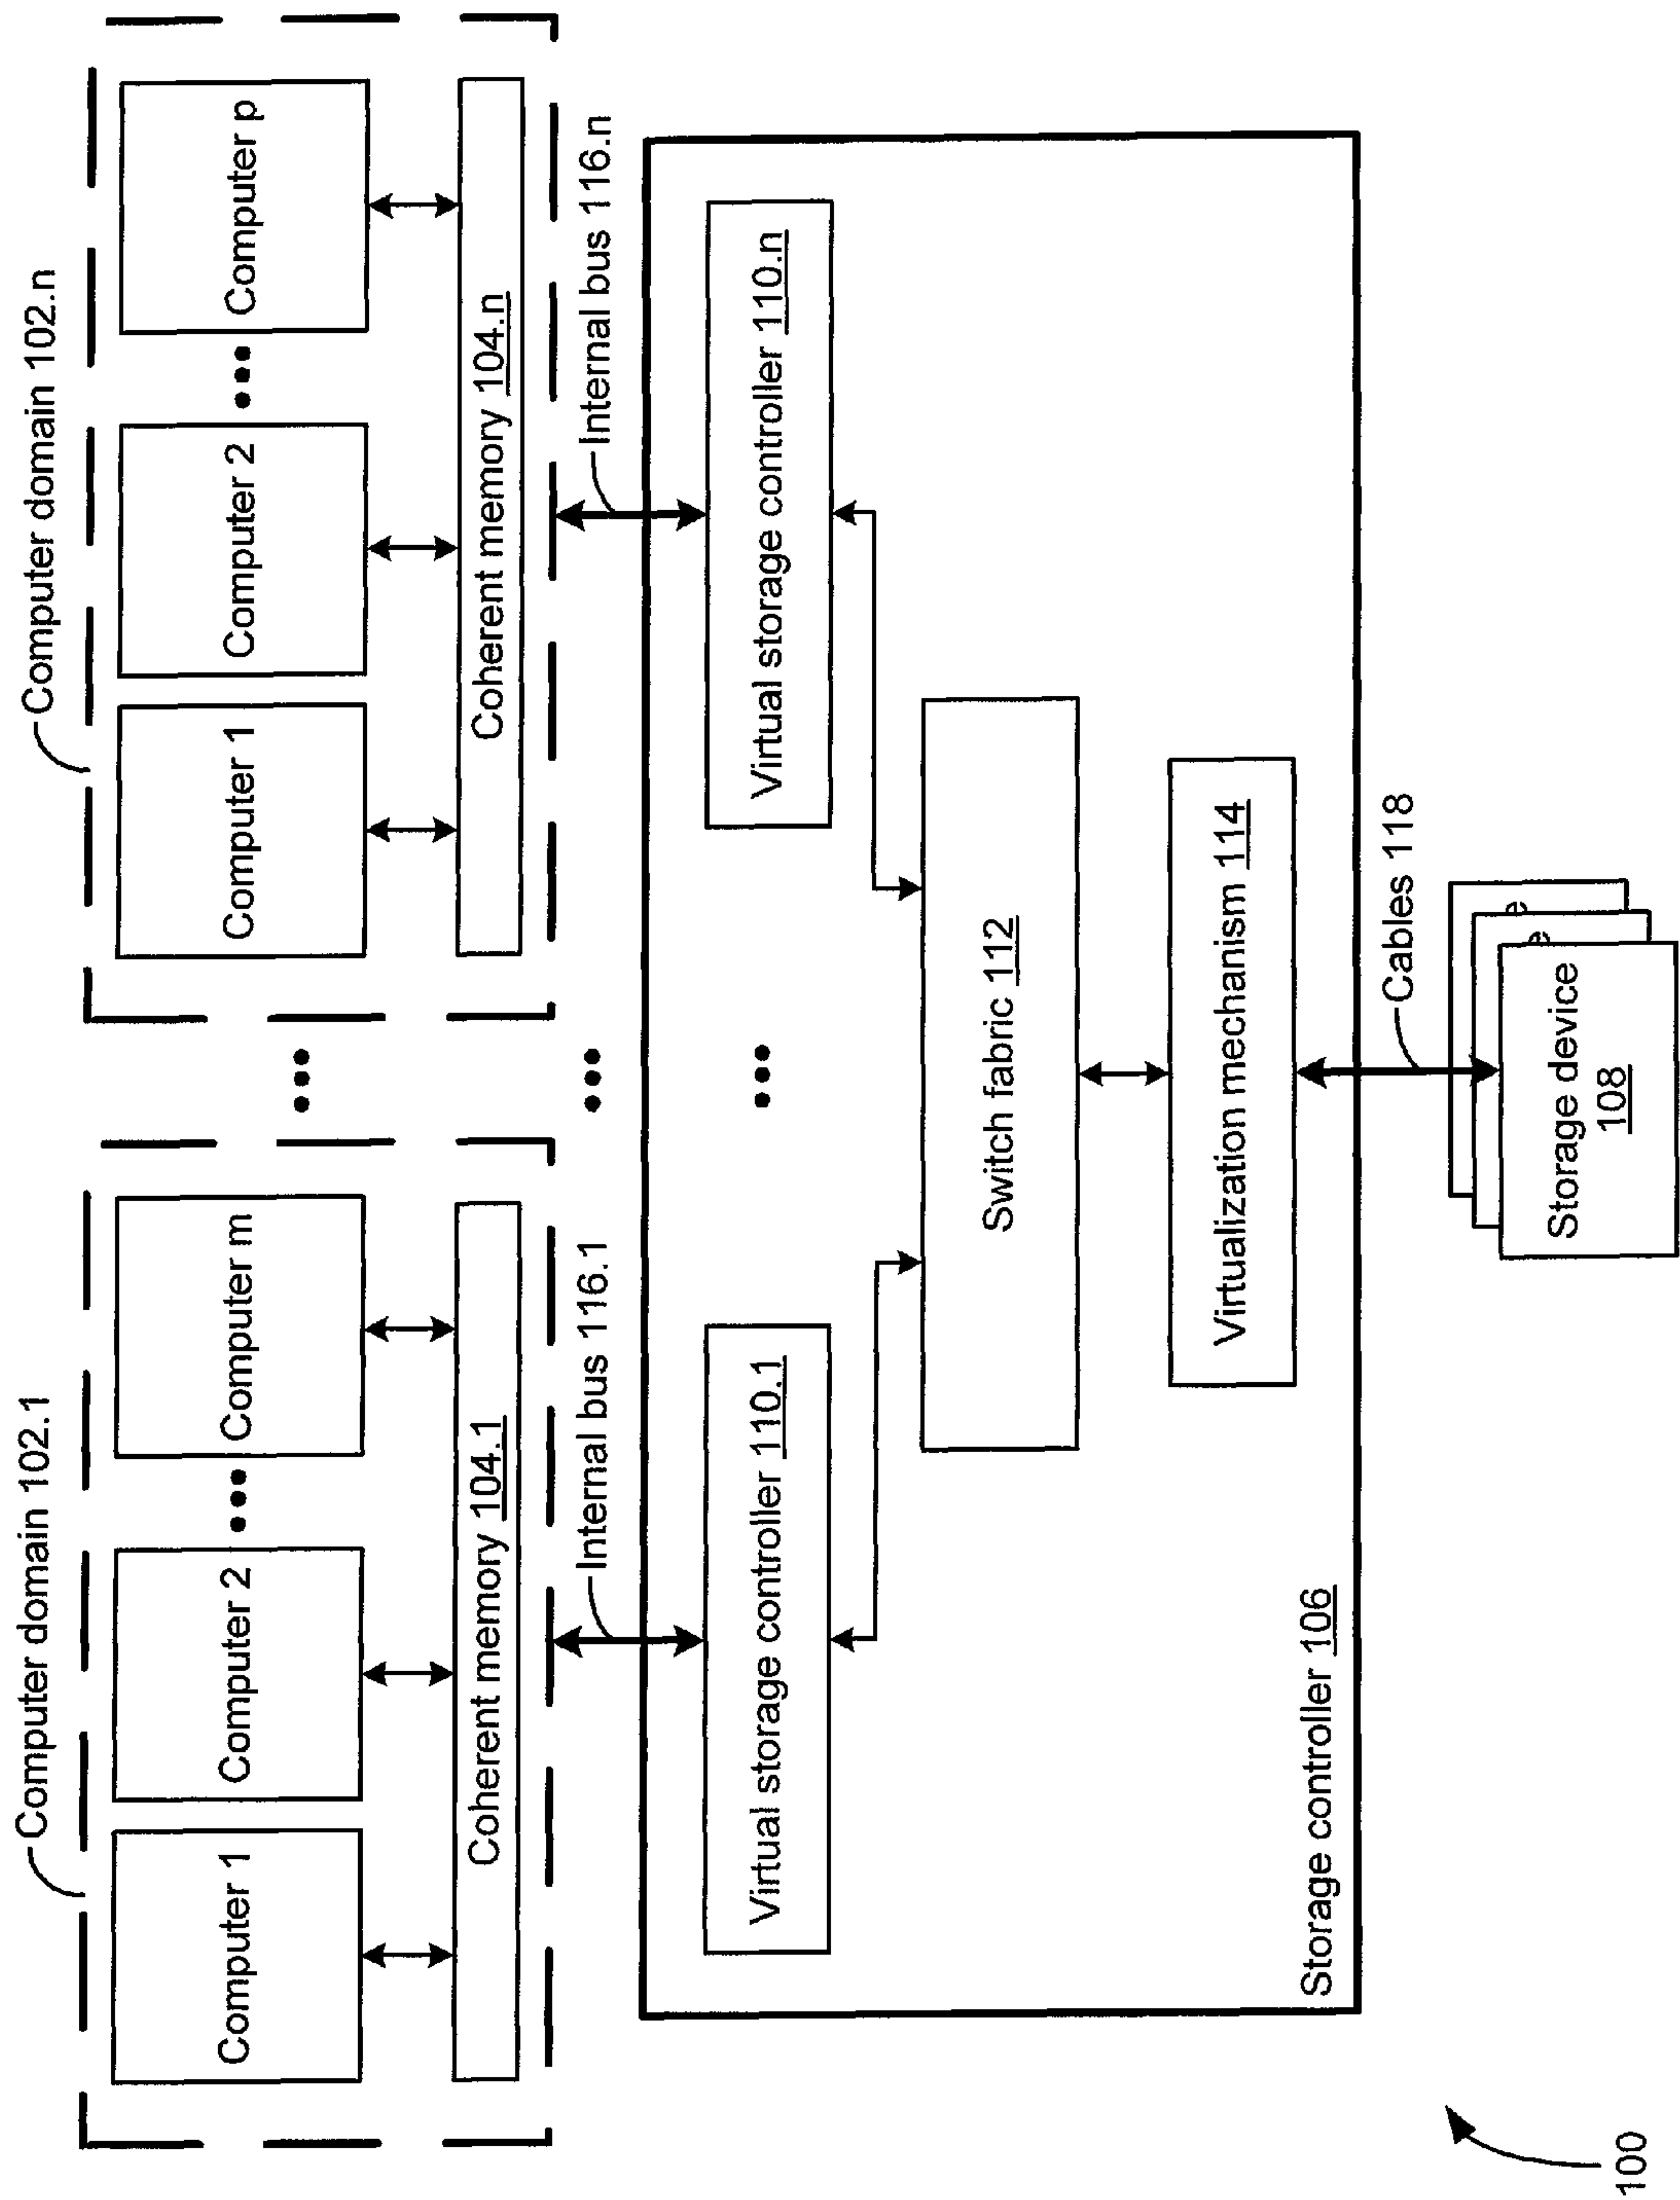 Computer domain 102.1
Computer 1
Computer 2
Computer m
Coherent memory 104.1
Computer domain 102.n
Computer 1
Computer 2
Computer p
Coherent memory 104.n
Internal bus 116.1
Internal bus 116.n
Virtual storage controller 110.1
Virtual storage controller 110.n
Switch fabric 112
Virtualization mechanism 114
Storage controller 106
Cables 118
e
e
Storage device
108
100